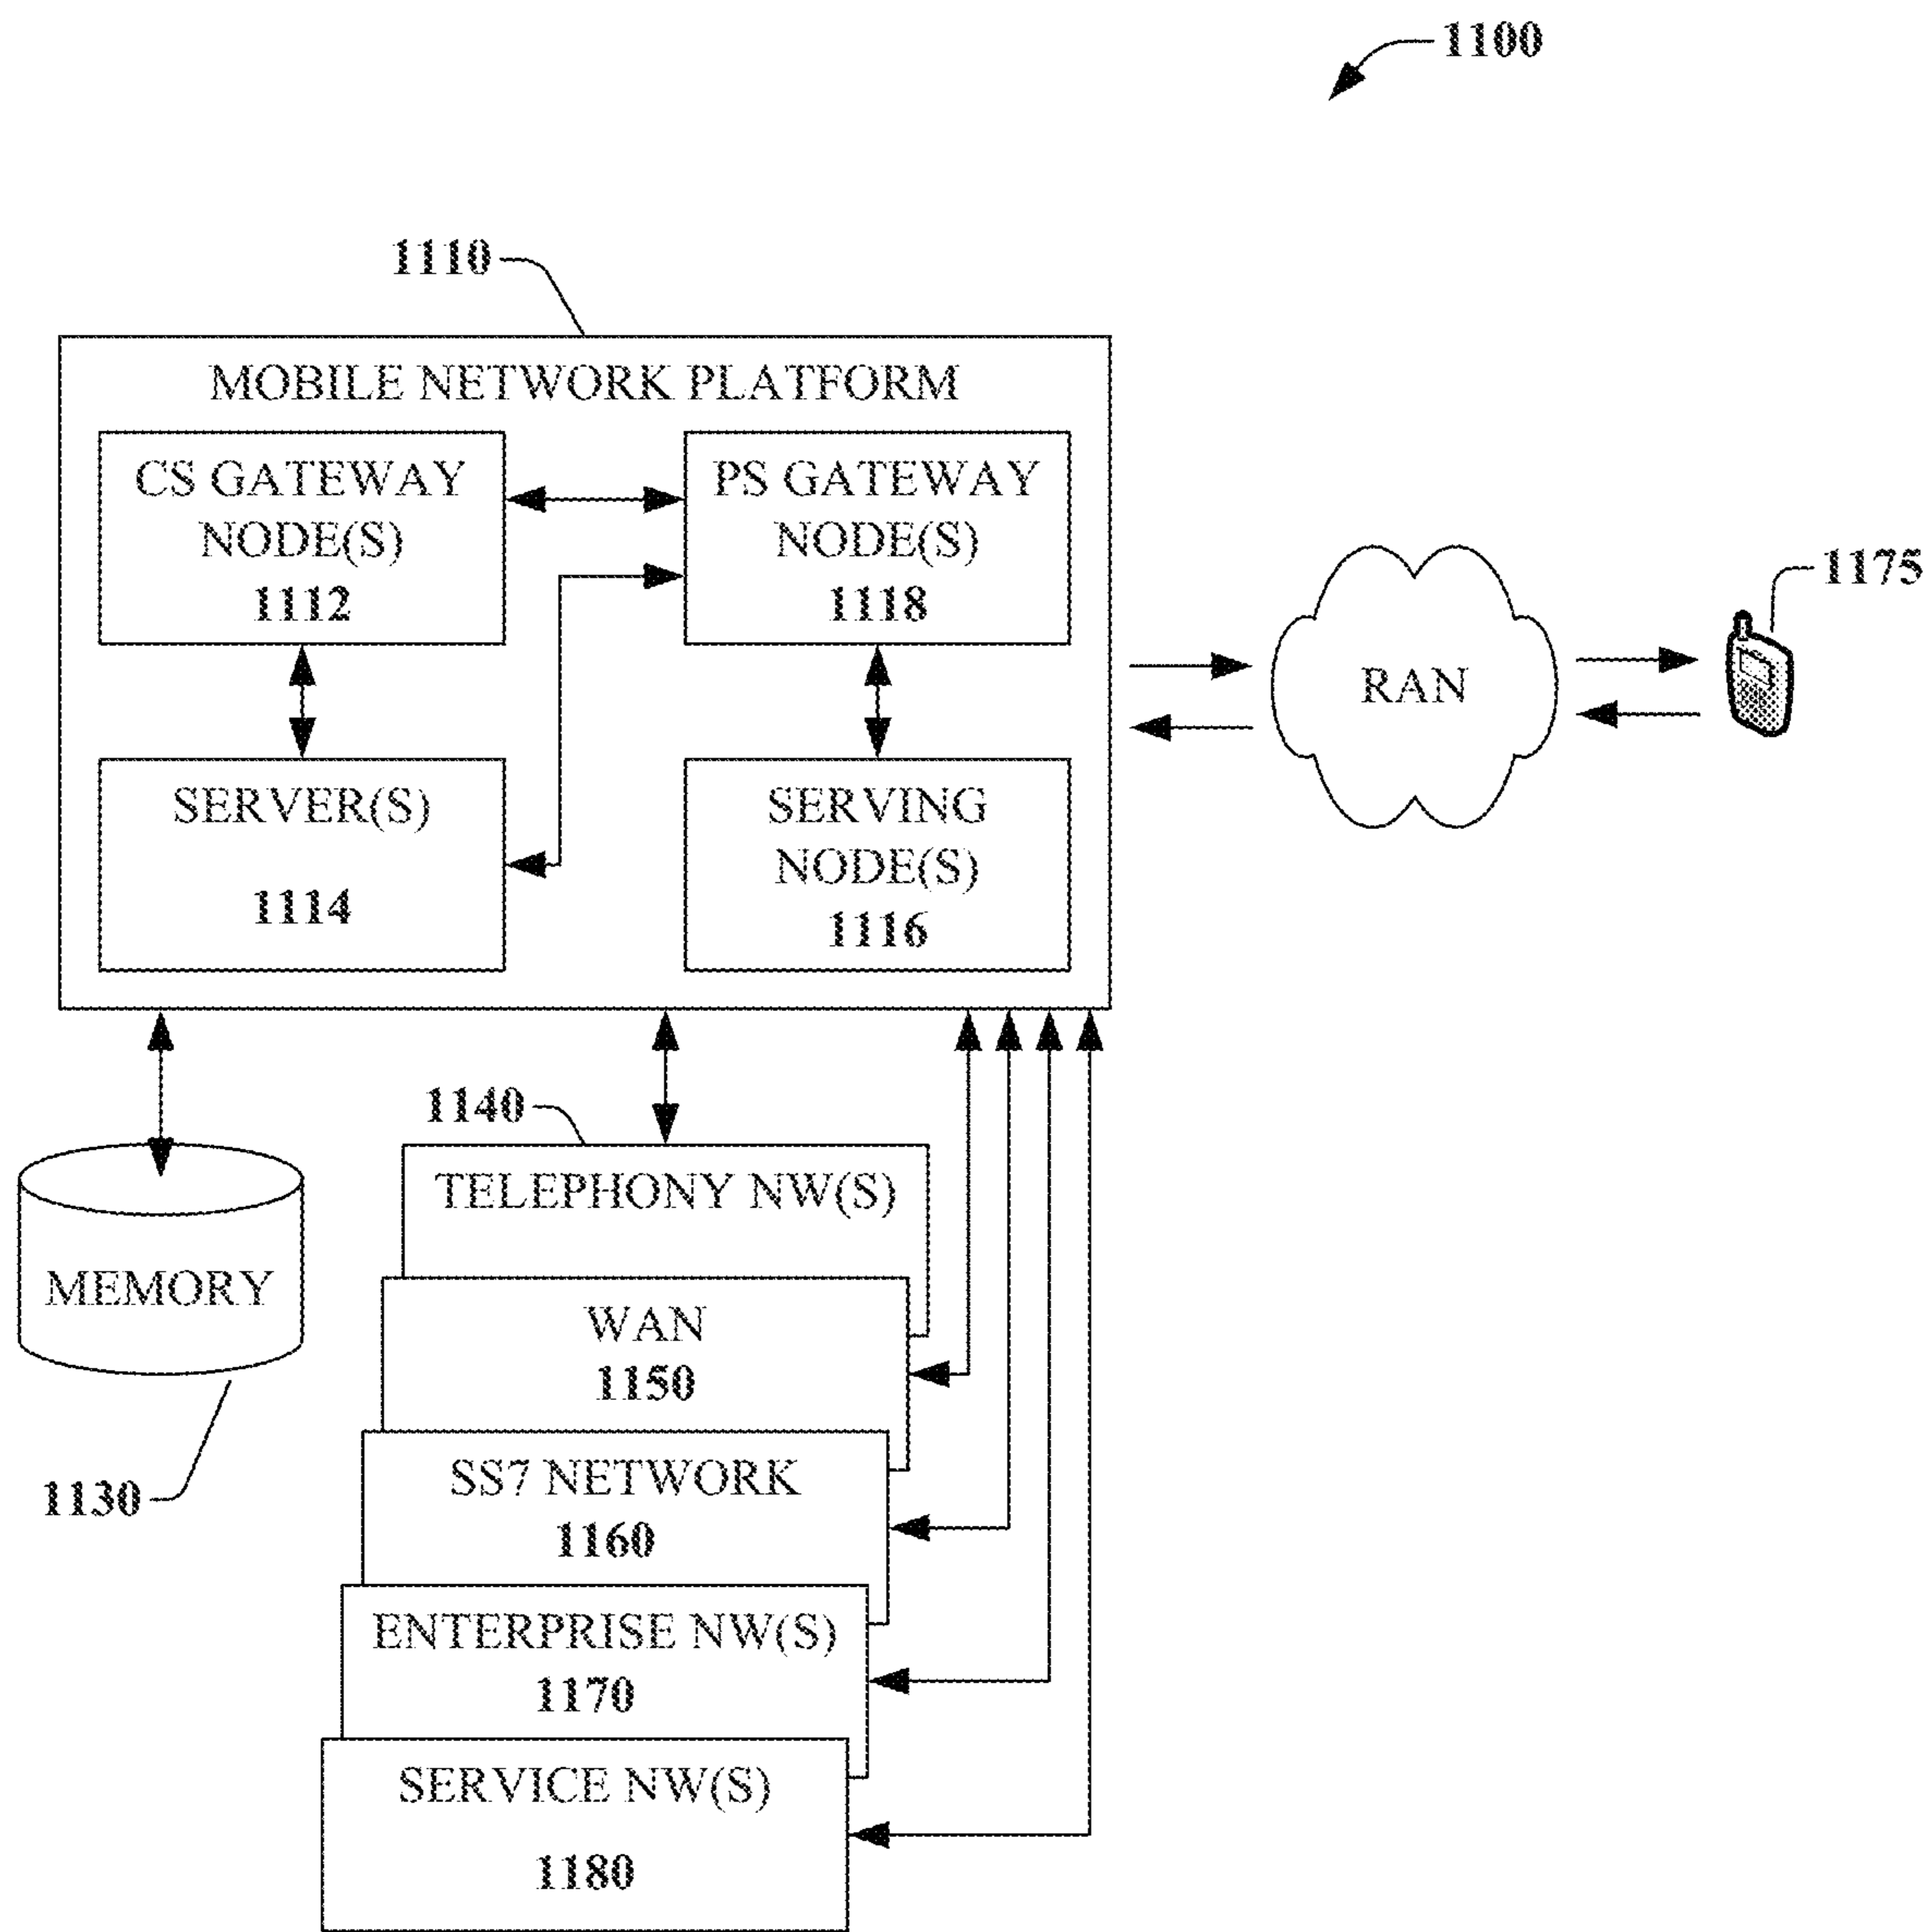 1100
1110
MOBILE NETWORK PLATFORM
CS GATEWAY
NODE(S)
1112
PS GATEWAY
NODE(S)
1118
SERVER(S)
1114
SERVING
NODE(S)
1116
RAN
1175
1140
TELEPHONY NW(S)
MEMORY
1130
WAN
1150
SS7 NETWORK
1160
ENTERPRISE NW(S)
1170
SERVICE NW(S)
1180